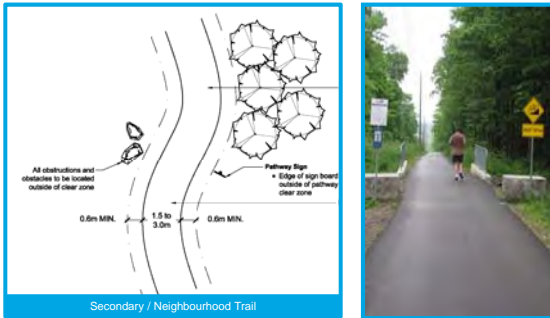 All obstructions and
obstacles to be located
outside of clear zone
Pathway Sign
• Edge of sign board
outside of pathway
clear zone
0.6m MIN.
1.5 to
3.0m
0.6m MIN.
Secondary / Neighbourhood Trail